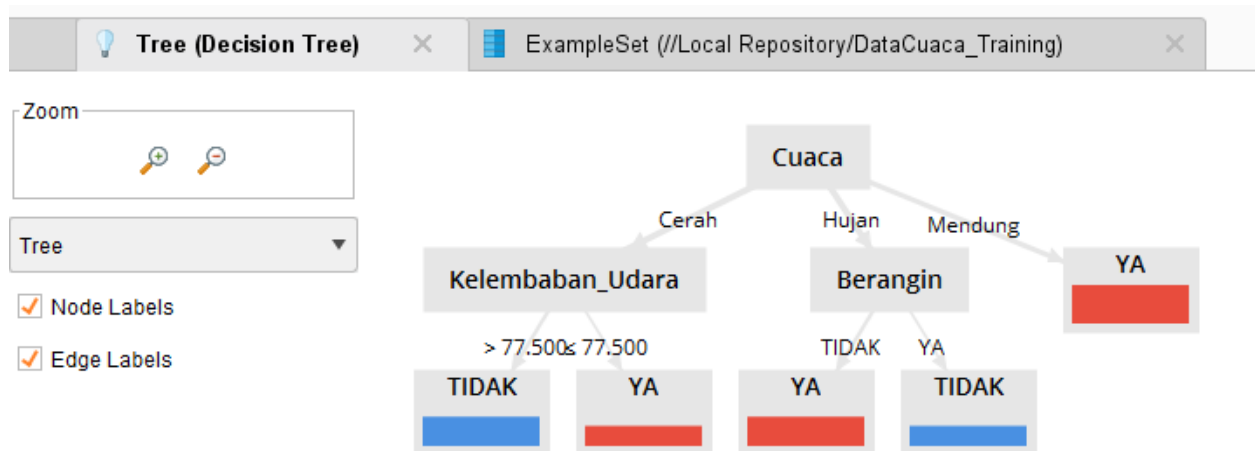 Tree (Decision Tree)
ExampleSet (//Local Repository/DataCuaca_Training)
Zoom
Tree
Node Labels
Edge Labels
Cuaca
Cerah
Hujan
Mendung
Kelembaban_Udara
Berangin
YA
> 77.500
≤ 77.500
TIDAK
YA
TIDAK
YA
YA
TIDAK